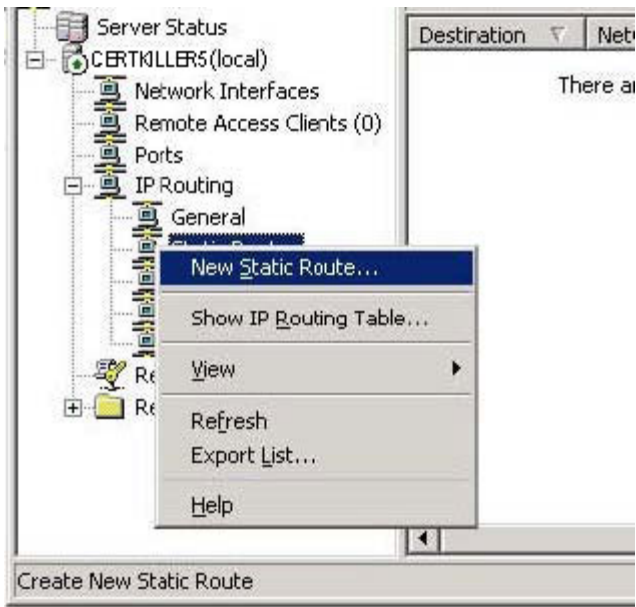 Server Status
CERTKILLER5(local)
Network Interfaces
Remote Access Clients (0)
Ports
IP Routing
General
New Static Route...
Show IP Routing Table...
View
Refresh
Export List...
Help
Re
Re
Destination
Net
There ar
Create New Static Route